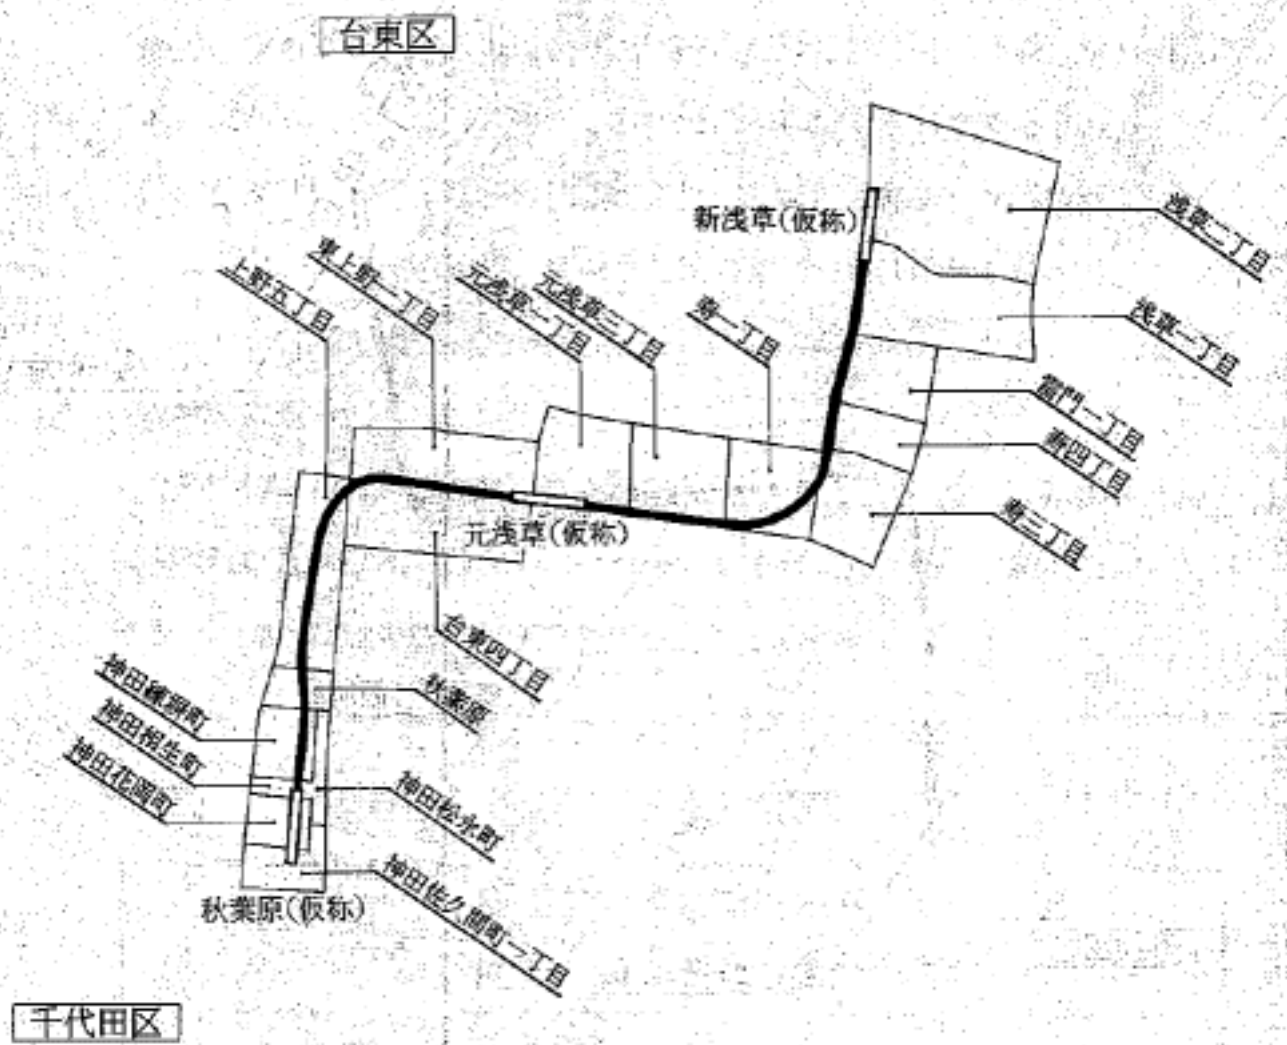 台東区
新浅草(仮称)
浅草二丁目
浅草一丁目
上野五丁目
東上野一丁目
元浅草一丁目
元浅草二丁目
寿一丁目
雷門一丁目
寿四丁目
寿三丁目
元浅草(仮称)
台東四丁目
秋葉原
神田練塀町
神田相生町
神田花岡町
神田松永町
神田佐久間町一丁目
秋葉原(仮称)
千代田区